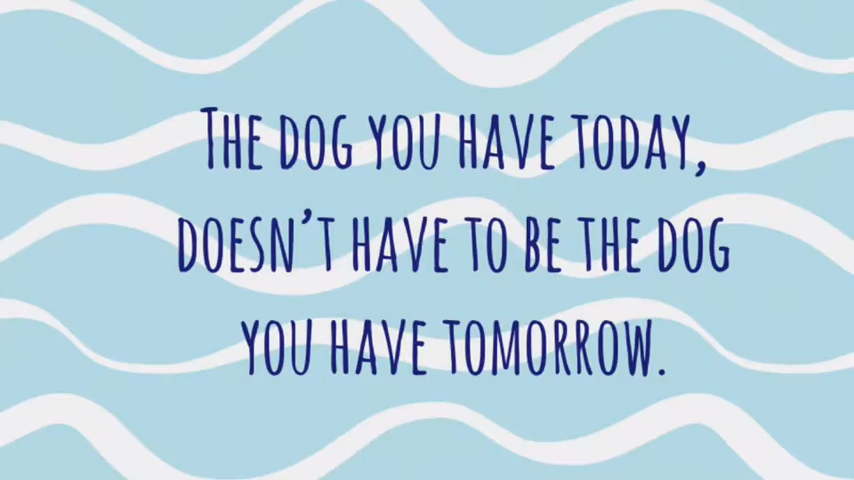 The dog you have today,
doesn't have to be the dog
you have tomorrow.